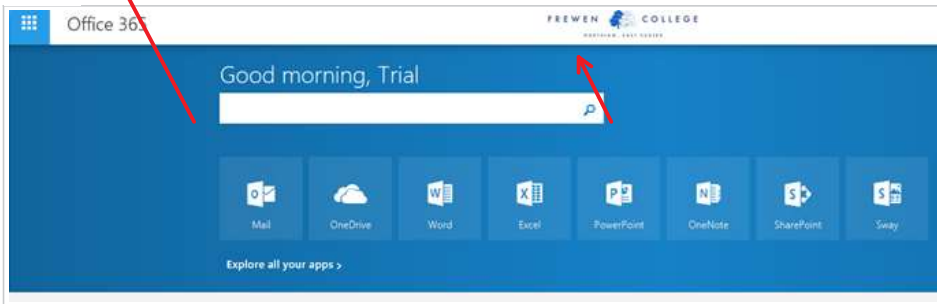 Office 365
FREWEN COLLEGE
Good morning, Trial
Mail OneDrive Word Excel PowerPoint OneNote SharePoint Sway
Explore all your apps >